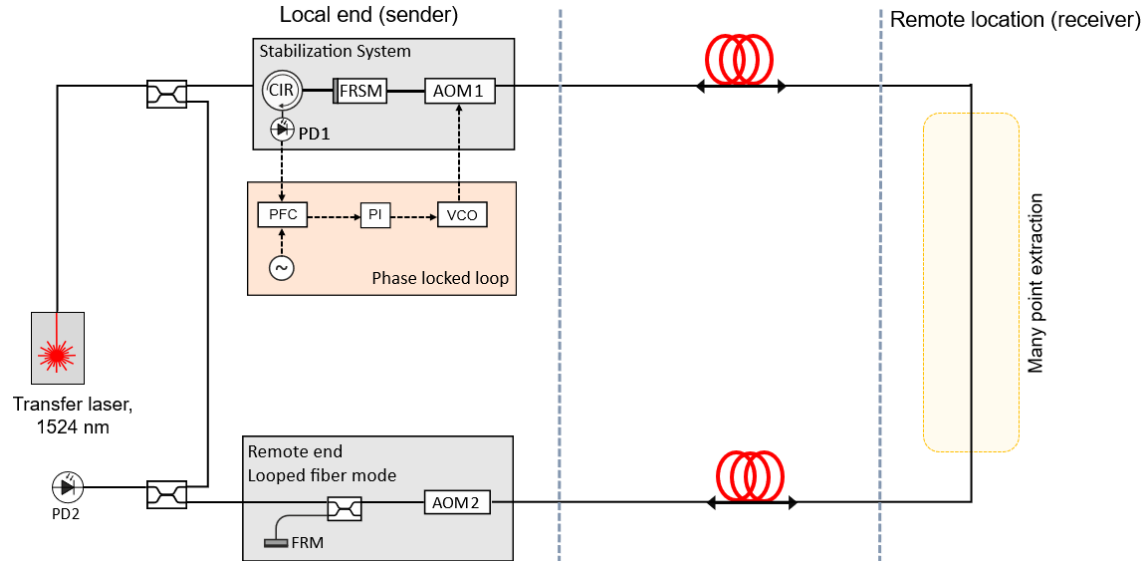 Local end (sender)
Remote location (receiver)
Stabilization System
CIR
FRSM
AOM 1
PD1
PFC
PI
VCO
~
Phase locked loop
Many point extraction
Transfer laser,
1524 nm
Remote end
Looped fiber mode
AOM 2
PD2
FRM